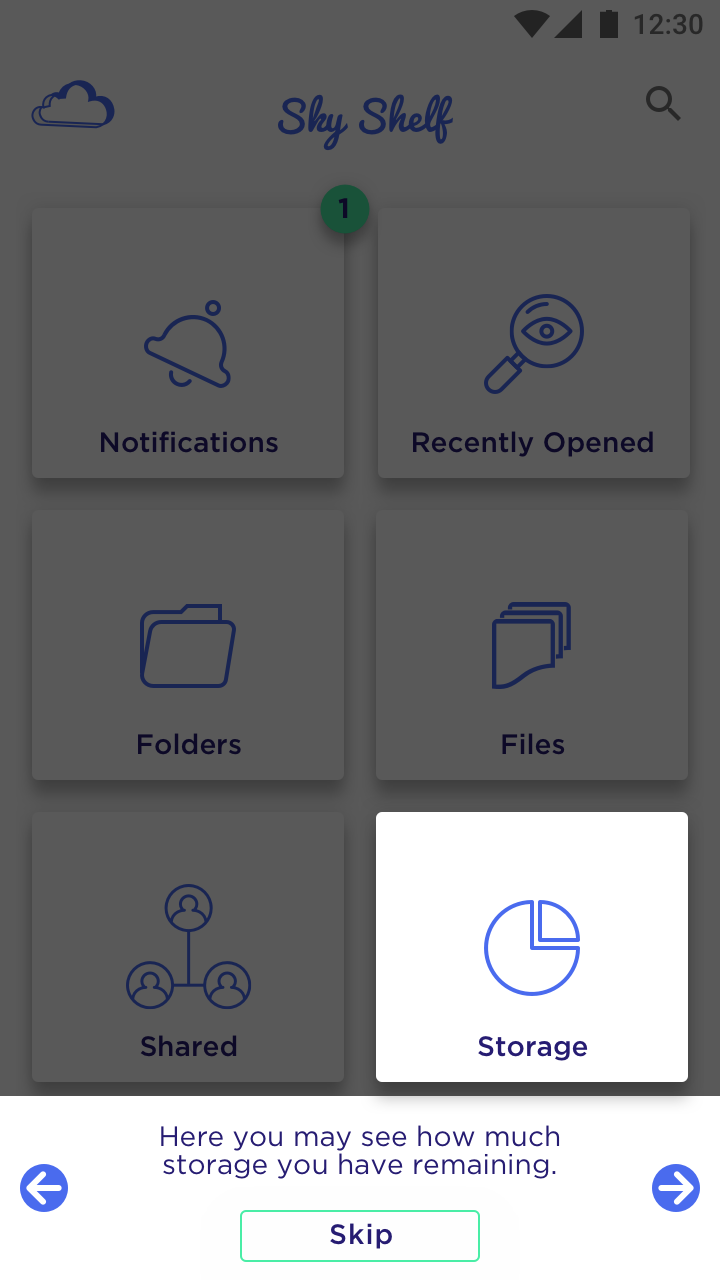 12:30
Sky Shelf
1
Notifications
Recently Opened
Folders
Files
Shared
Storage
Here you may see how much
storage you have remaining.
Skip